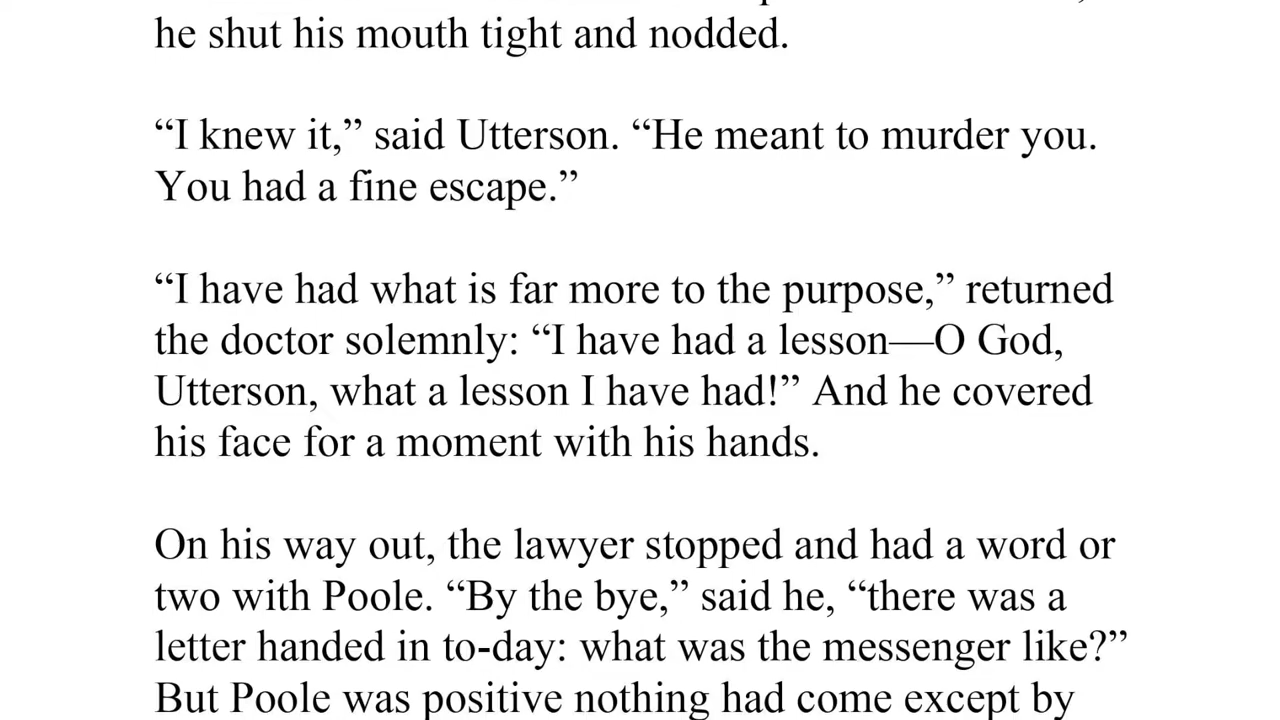 he shut his mouth tight and nodded.
“I knew it,” said Utterson. “He meant to murder you.
You had a fine escape.”
“I have had what is far more to the purpose,” returned
the doctor solemnly: “I have had a lesson—O God,
Utterson, what a lesson I have had!” And he covered
his face for a moment with his hands.
On his way out, the lawyer stopped and had a word or
two with Poole. “By the bye,” said he, “there was a
letter handed in to-day: what was the messenger like?”
But Poole was positive nothing had come except by